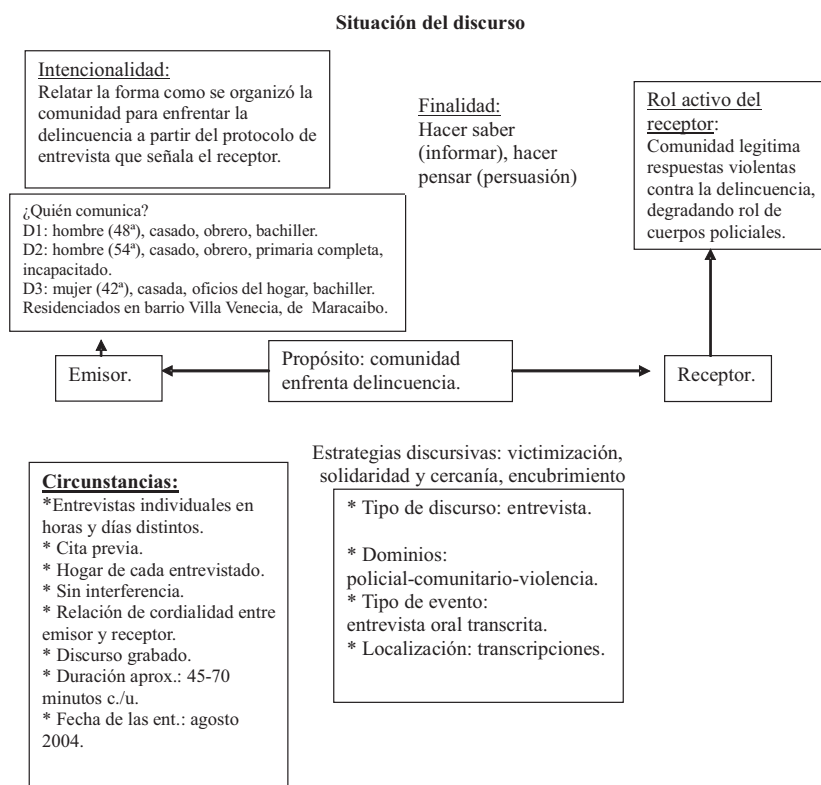 Situación del discurso
Intencionalidad:
Relatar la forma como se organizó la
comunidad para enfrentar la
delincuencia a partir del protocolo de
entrevista que señala el receptor.
Finalidad:
Hacer saber
(informar), hacer
pensar (persuasión)
Rol activo del
receptor:
Comunidad legitima
respuestas violentas
contra la delincuencia,
degradando rol de
cuerpos policiales.
¿Quién comunica?
D1: hombre (48ª), casado, obrero, bachiller.
D2: hombre (54ª), casado, obrero, primaria completa,
incapacitado.
D3: mujer (42ª), casada, oficios del hogar, bachiller.
Residenciados en barrio Villa Venecia, de Maracaibo.
Emisor.
Propósito: comunidad
enfrenta delincuencia.
Receptor.
Estrategias discursivas: victimización,
solidaridad y cercanía, encubrimiento
Circunstancias:
*Entrevistas individuales en
horas y días distintos.
* Cita previa.
* Hogar de cada entrevistado.
* Sin interferencia.
* Relación de cordialidad entre
emisor y receptor.
* Discurso grabado.
* Duración aprox.: 45-70
minutos c./u.
* Fecha de las ent.: agosto
2004.
* Tipo de discurso: entrevista.
* Dominios:
policial-comunitario-violencia.
* Tipo de evento:
entrevista oral transcrita.
* Localización: transcripciones.